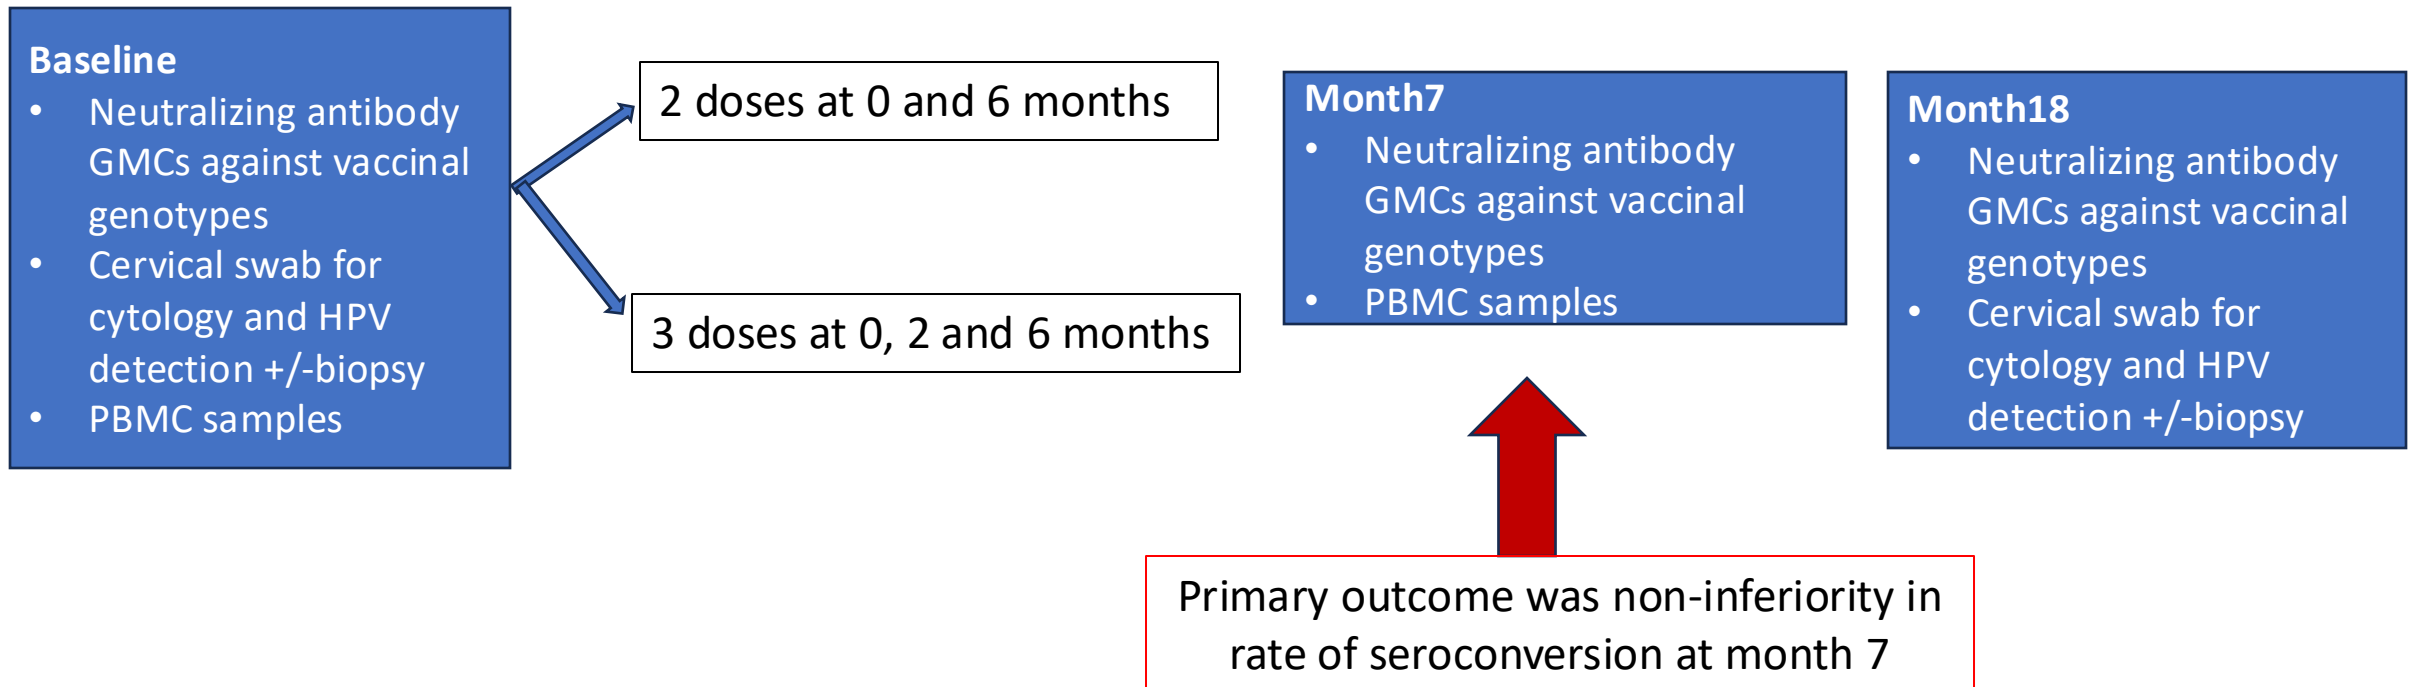 Baseline
• Neutralizing antibody
GMCs against vaccinal
genotypes
• Cervical swab for
cytology and HPV
detection +/-biopsy
• PBMC samples
2 doses at 0 and 6 months
3 doses at 0, 2 and 6 months
Month7
• Neutralizing antibody
GMCs against vaccinal
genotypes
• PBMC samples
Month18
• Neutralizing antibody
GMCs against vaccinal
genotypes
• Cervical swab for
cytology and HPV
detection +/-biopsy
Primary outcome was non-inferiority in
rate of seroconversion at month 7